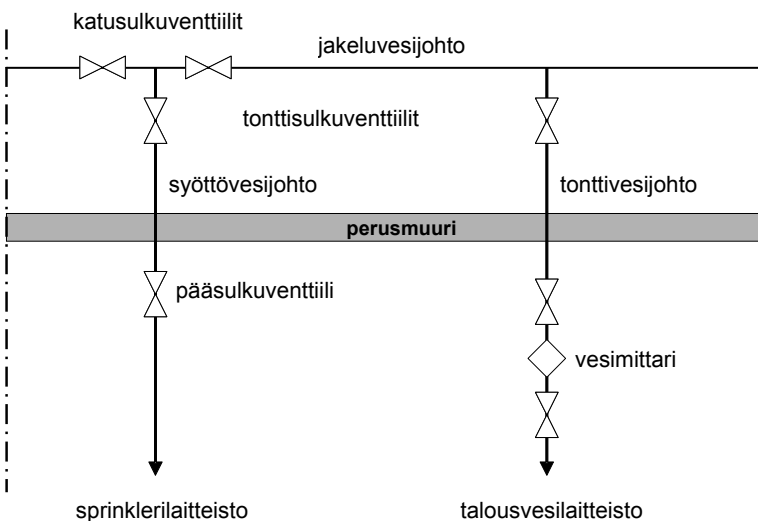 katusulkuventtiilit
jakeluvesijohto
tonttisulkuventtiilit
syöttövesijohto
tonttivesijohto
perusmuuri
pääsulkuventtiili
vesimittari
sprinklerilaitteisto
talousvesilaitteisto